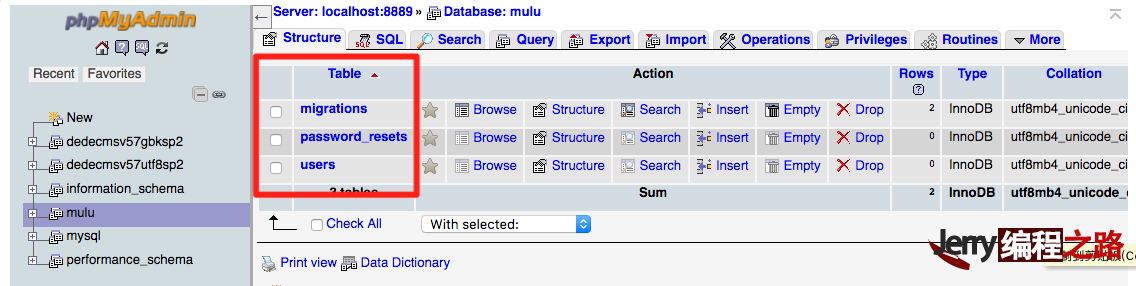 phpMyAdmin
Recent Favorites
New
dedecmsv57gbksp2
dedecmsv57utf8sp2
information_schema
mulu
mysql
performance_schema
Server: localhost:8889 » Database: mulu
Structure SQL Search Query Export Import Operations Privileges Routines More
Table Action Rows Type Collation
migrations Browse Structure Search Insert Empty Drop 2 InnoDB utf8mb4_unicode_ci
password_resets Browse Structure Search Insert Empty Drop 0 InnoDB utf8mb4_unicode_ci
users Browse Structure Search Insert Empty Drop 0 InnoDB utf8mb4_unicode_ci
3 tables Sum 2 InnoDB utf8mb4_unicode_
Check All With selected:
Print view Data Dictionary
Jerry编程之路